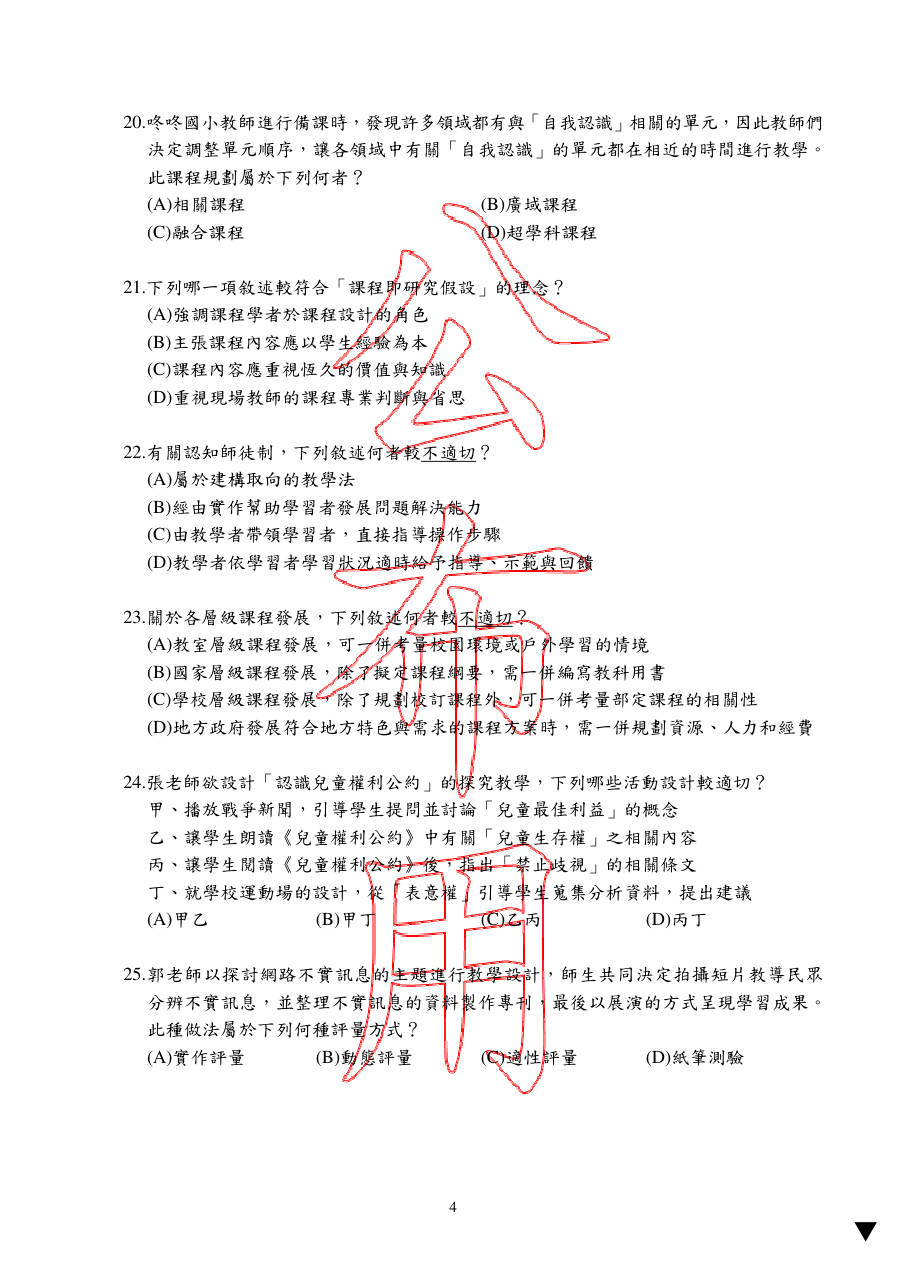 20.咚咚國小教師進行備課時，發現許多領域都有與「自我認識」相關的單元，因此教師們
決定調整單元順序，讓各領域中有關「自我認識」的單元都在相近的時間進行教學。
此課程規劃屬於下列何者？
(A)相關課程 (B)廣域課程
(C)融合課程 (D)超學科課程
21.下列哪一項敘述較符合「課程即研究假設」的理念？
(A)強調課程學者於課程設計的角色
(B)主張課程內容應以學生經驗為本
(C)課程內容應重視恆久的價值與知識
(D)重視現場教師的課程專業判斷與省思
22.有關認知師徒制，下列敘述何者較不適切？
(A)屬於建構取向的教學法
(B)經由實作幫助學習者發展問題解決能力
(C)由教學者帶領學習者，直接指導操作步驟
(D)教學者依學習者學習狀況適時給予指導、示範與回饋
23.關於各層級課程發展，下列敘述何者較不適切？
(A)教室層級課程發展，可一併考量校園環境或戶外學習的情境
(B)國家層級課程發展，除了擬定課程綱要，需一併編寫教科用書
(C)學校層級課程發展，除了規劃校訂課程外，可一併考量部定課程的相關性
(D)地方政府發展符合地方特色與需求的課程方案時，需一併規劃資源、人力和經費
24.張老師欲設計「認識兒童權利公約」的探究教學，下列哪些活動設計較適切？
甲、播放戰爭新聞，引導學生提問並討論「兒童最佳利益」的概念
乙、讓學生朗讀《兒童權利公約》中有關「兒童生存權」之相關內容
丙、讓學生閱讀《兒童權利公約》後，指出「禁止歧視」的相關條文
丁、就學校運動場的設計，從「表意權」引導學生蒐集分析資料，提出建議
(A)甲乙 (B)甲丁 (C)乙丙 (D)丙丁
25.郭老師以探討網路不實訊息的主題進行教學設計，師生共同決定拍攝短片教導民眾
分辨不實訊息，並整理不實訊息的資料製作專刊，最後以展演的方式呈現學習成果。
此種做法屬於下列何種評量方式？
(A)實作評量 (B)動態評量 (C)適性評量 (D)紙筆測驗
公布用
4